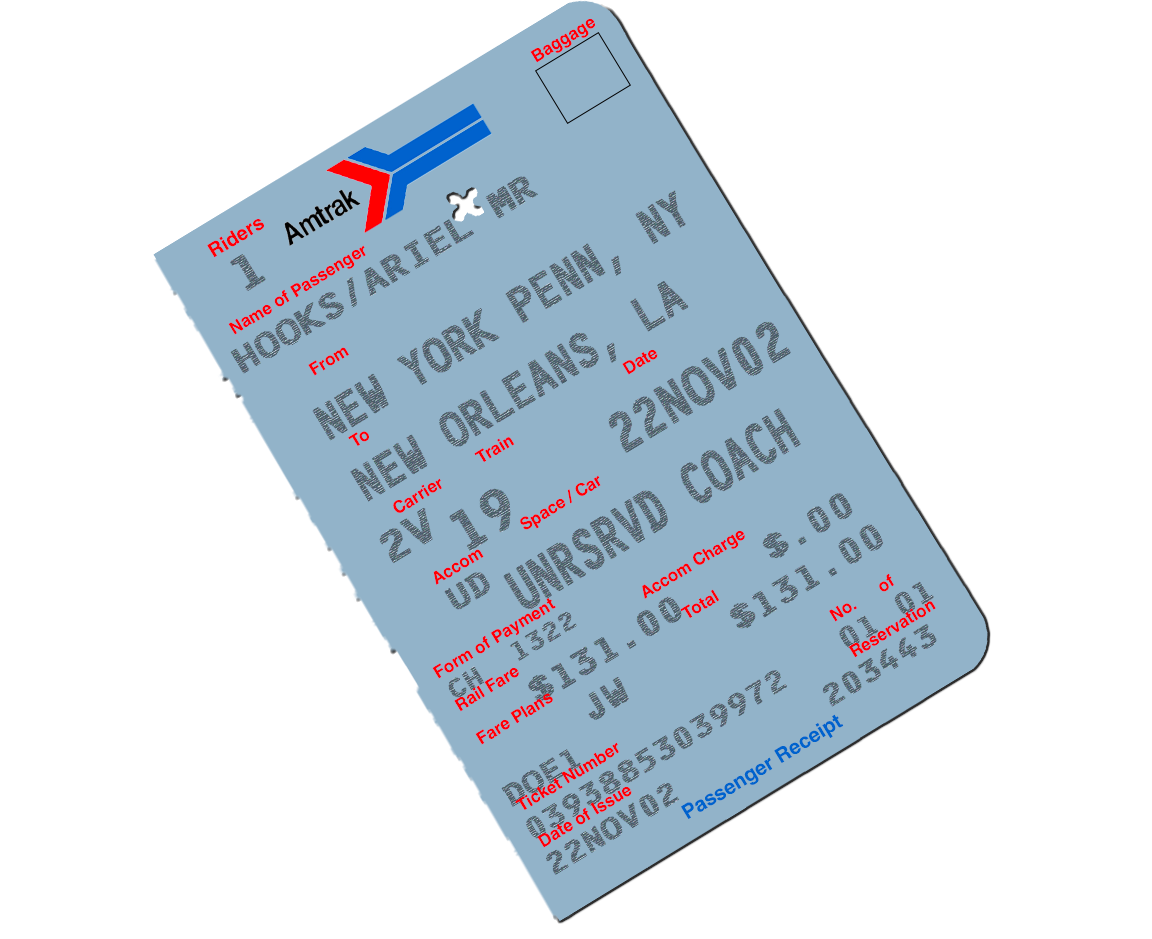 Baggage
Amtrak
Riders
1
Name of Passenger
HOOKS/ARIEL MR
From
NEW YORK PENN, NY
To
NEW ORLEANS, LA
Carrier Train Date
2V 19 22NOV02
Accom Space / Car
UD UNRSRVD COACH
Form of Payment Accom Charge
CH 1322 $.00
Rail Fare Total
$131.00 $131.00
Fare Plans No. of
DOE1 JW 01 01
Ticket Number Reservation
03938853039972 203443
Date of Issue
22NOV02
Passenger Receipt